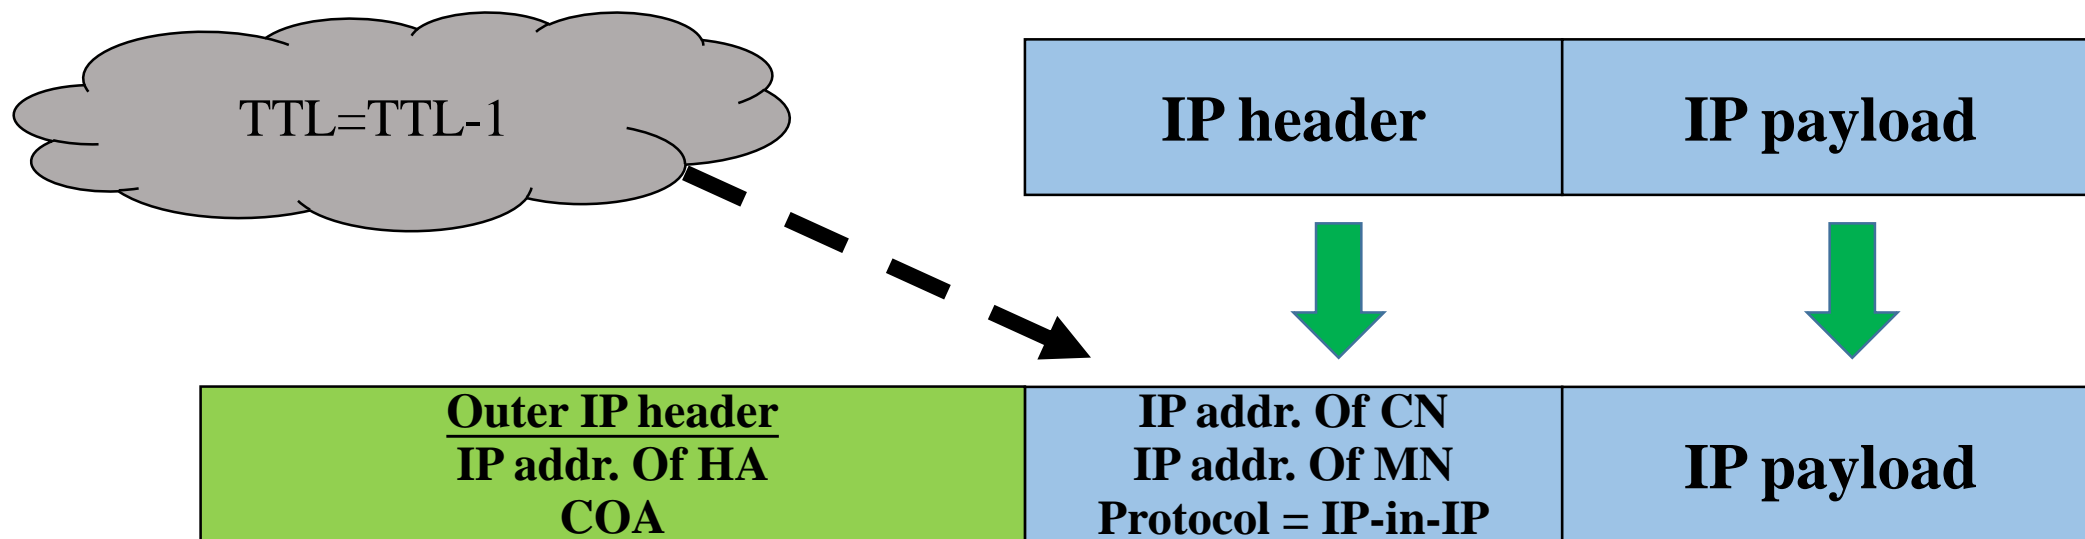 TTL=TTL-1
IP header
IP payload
Outer IP header
IP addr. Of HA
COA
IP addr. Of CN
IP addr. Of MN
Protocol = IP-in-IP
IP payload